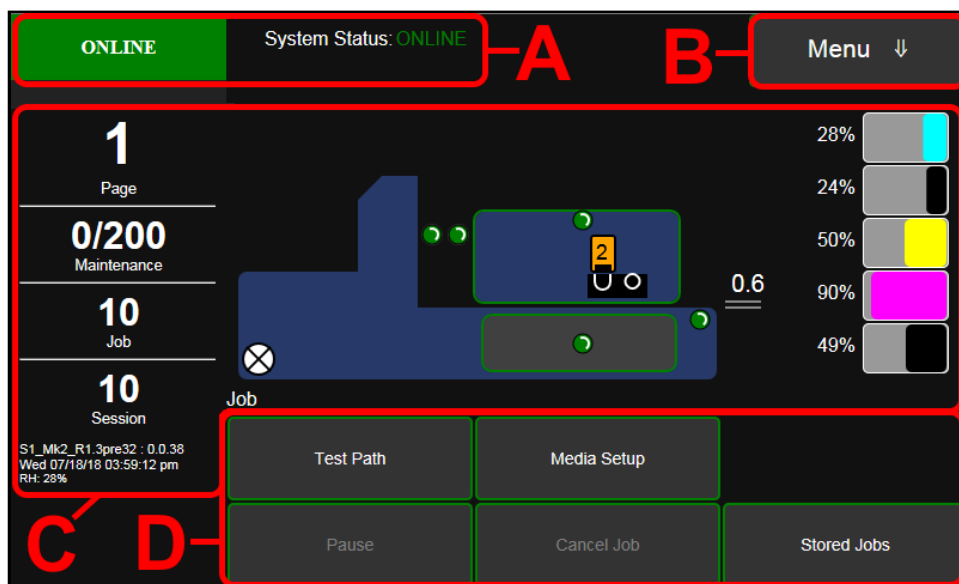 ONLINE
System Status: ONLINE
A
B
Menu ⇓
1
Page
0/200
Maintenance
10
Job
10
Session
S1_Mk2_R1.3pre32 : 0.0.38
Wed 07/18/18 03:59:12 pm
RH: 28%
2
0.6
28%
24%
50%
90%
49%
Job
C
D
Test Path
Media Setup
Pause
Cancel Job
Stored Jobs